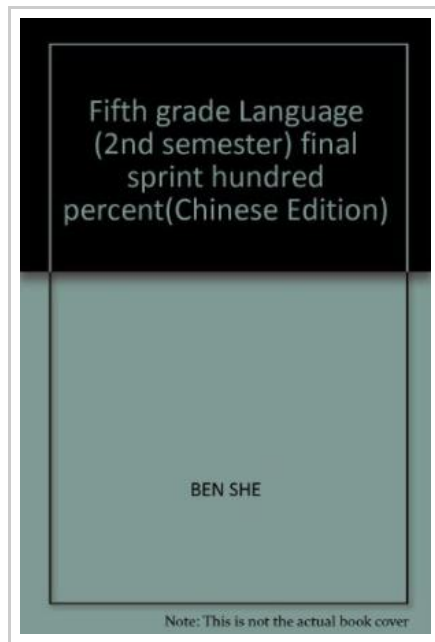 Fifth grade Language
(2nd semester) final
sprint hundred
percent(Chinese Edition)
BEN SHE
Note: This is not the actual book cover